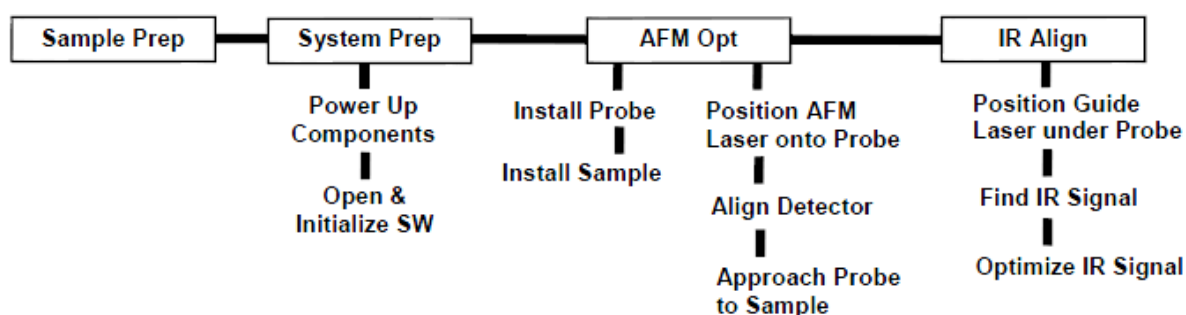 Sample Prep
System Prep
AFM Opt
IR Align
Power Up
Components
Open &
Initialize SW
Install Probe
Install Sample
Position AFM
Laser onto Probe
Align Detector
Approach Probe
to Sample
Position Guide
Laser under Probe
Find IR Signal
Optimize IR Signal